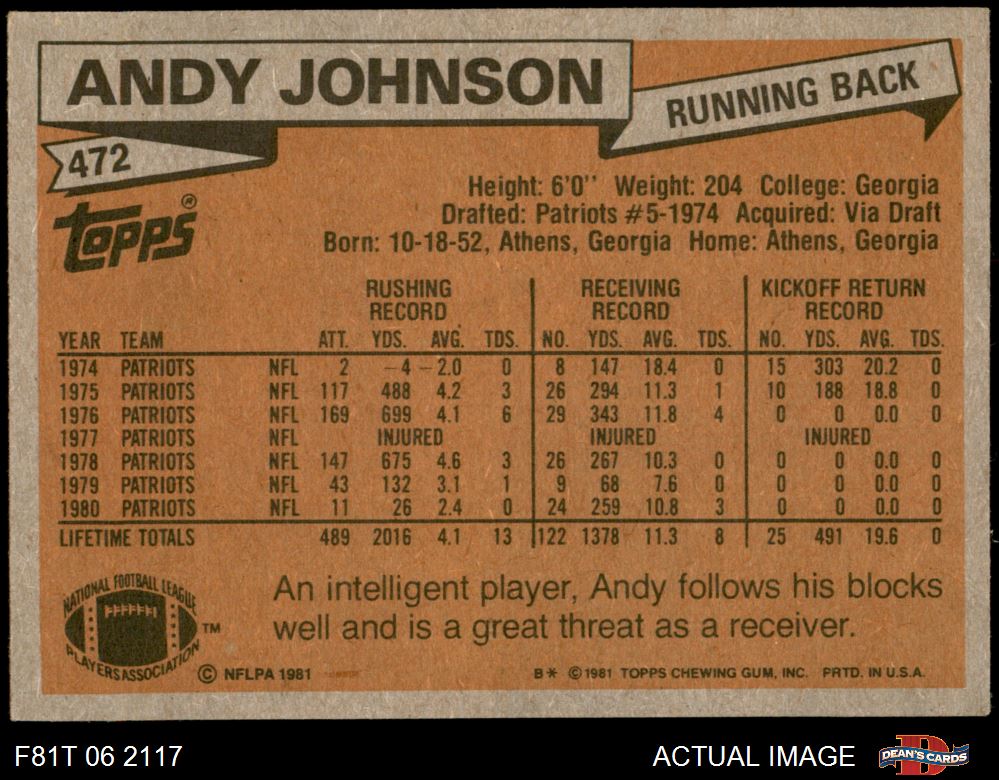 ANDY JOHNSON
RUNNING BACK
472
TOPPS®
Height: 6'0'' Weight: 204 College: Georgia
Drafted: Patriots #5-1974 Acquired: Via Draft
Born: 10-18-52, Athens, Georgia Home: Athens, Georgia
RUSHING RECORD RECEIVING RECORD KICKOFF RETURN RECORD
YEAR TEAM ATT. YDS. AVG. TDS. NO. YDS. AVG. TDS. NO. YDS. AVG. TDS.
1974 PATRIOTS NFL 2 –4 –2.0 0 8 147 18.4 0 15 303 20.2 0
1975 PATRIOTS NFL 117 488 4.2 3 26 294 11.3 1 10 188 18.8 0
1976 PATRIOTS NFL 169 699 4.1 6 29 343 11.8 4 0 0 0.0 0
1977 PATRIOTS NFL INJURED INJURED INJURED
1978 PATRIOTS NFL 147 675 4.6 3 26 267 10.3 0 0 0 0.0 0
1979 PATRIOTS NFL 43 132 3.1 1 9 68 7.6 0 0 0 0.0 0
1980 PATRIOTS NFL 11 26 2.4 0 24 259 10.8 3 0 0 0.0 0
LIFETIME TOTALS 489 2016 4.1 13 122 1378 11.3 8 25 491 19.6 0
NATIONAL FOOTBALL LEAGUE
PLAYERS ASSOCIATION
TM
An intelligent player, Andy follows his blocks
well and is a great threat as a receiver.
© NFLPA 1981
B* © 1981 TOPPS CHEWING GUM, INC. PRTD. IN U.S.A.
F81T 06 2117
ACTUAL IMAGE
DEAN'S CARDS